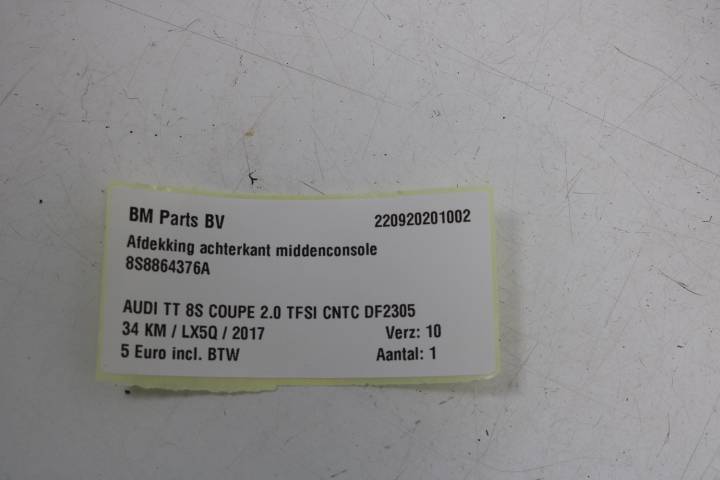 BM Parts BV 220920201002
Afdekking achterkant middenconsole
8S8864376A
AUDI TT 8S COUPE 2.0 TFSI CNTC DF2305
34 KM / LX5Q / 2017 Verz: 10
5 Euro incl. BTW Aantal: 1